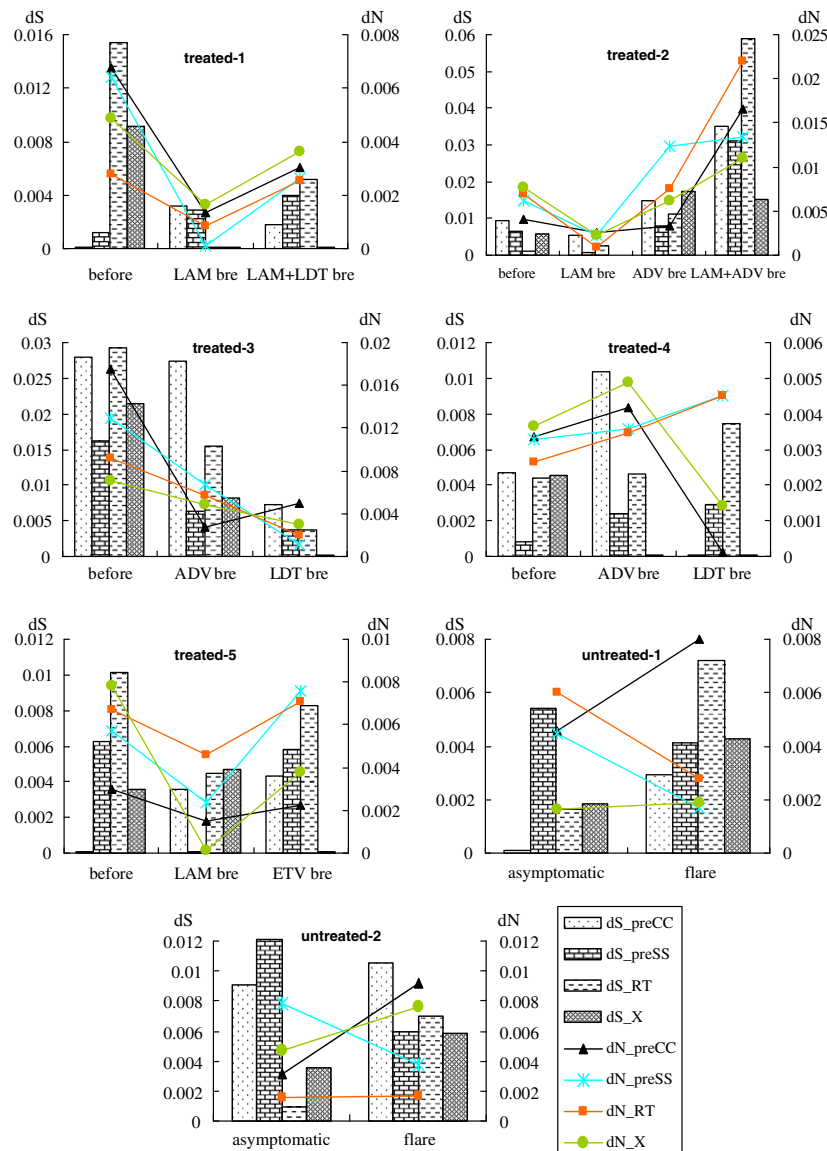 dS dN
treated-1
0.016 0.008
0.007
0.012 0.006
0.005
0.008 0.004
0.003
0.004 0.002
0.001
0 0
before LAM bre LAM+LDT bre
dS dN
treated-2
0.06 0.025
0.05 0.02
0.04
0.015
0.03
0.01
0.02
0.01 0.005
0 0
before LAM bre ADV bre LAM+ADV bre
dS dN
treated-3
0.03 0.02
0.025 0.016
0.02
0.012
0.015
0.008
0.01
0.005 0.004
0 0
before ADV bre LDT bre
dS dN
treated-4
0.012 0.006
0.01 0.005
0.008 0.004
0.006 0.003
0.004 0.002
0.002 0.001
0 0
before ADV bre LDT bre
dS dN
treated-5
0.012 0.01
0.01 0.008
0.008
0.006
0.006
0.004
0.004
0.002 0.002
0 0
before LAM bre ETV bre
dS dN
untreated-1
0.008 0.008
0.006 0.006
0.004 0.004
0.002 0.002
0 0
asymptomatic flare
dS dN
untreated-2
0.012 0.012
0.01 0.01
0.008 0.008
0.006 0.006
0.004 0.004
0.002 0.002
0 0
asymptomatic flare
dS_preCC
dS_preSS
dS_RT
dS_X
dN_preCC
dN_preSS
dN_RT
dN_X